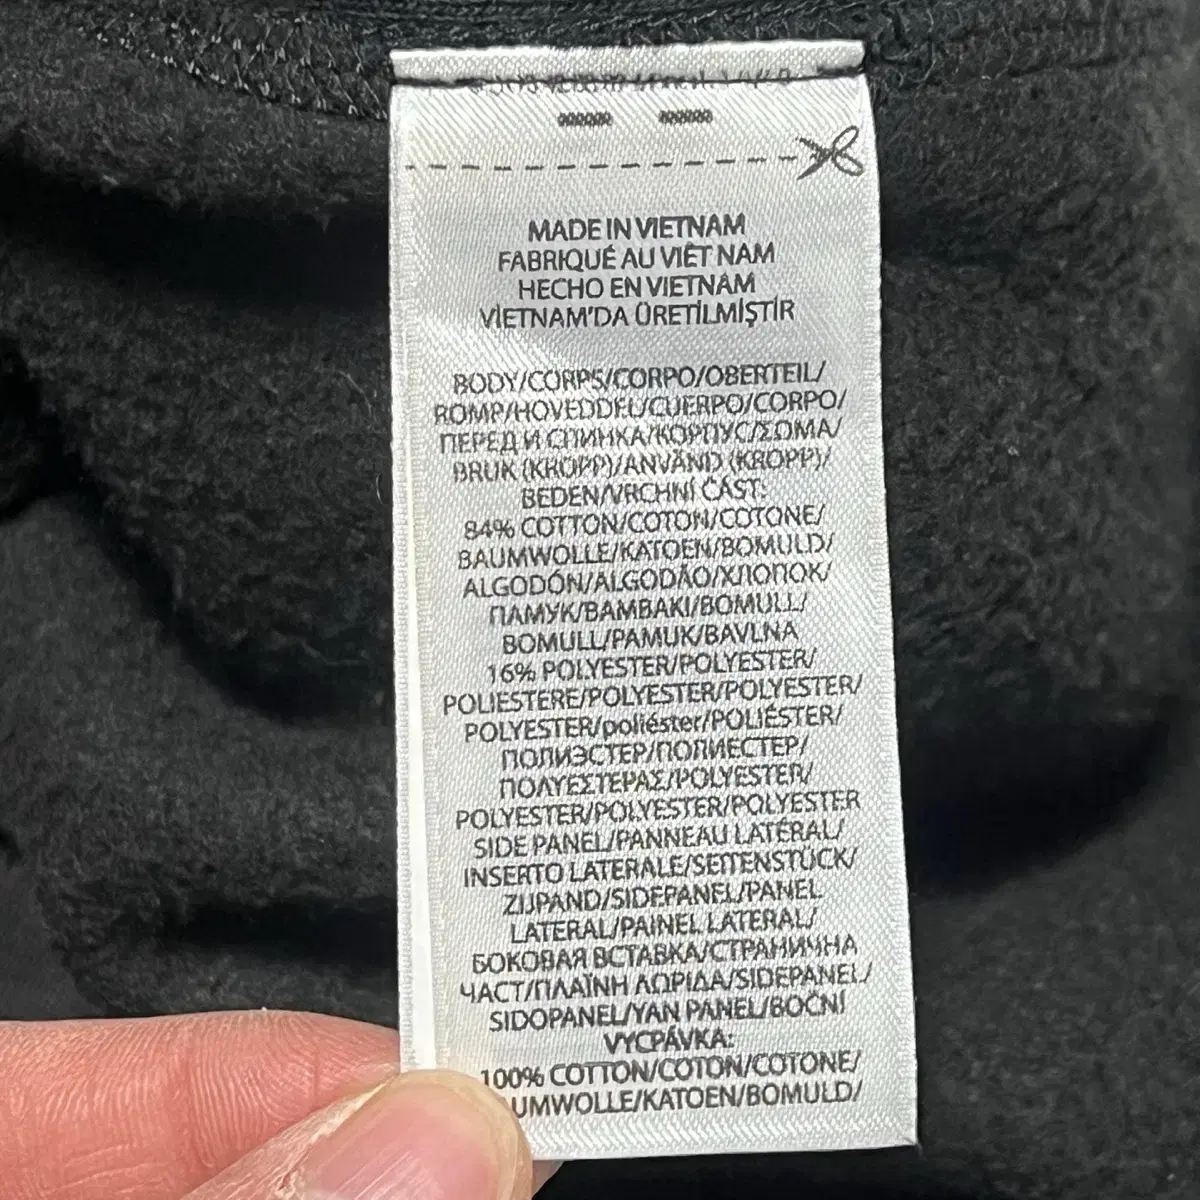 MADE IN VIETNAM
FABRIQUÉ AU VIÊT NAM
HECHO EN VIETNAM
VİETNAM'DA ÜRETİLMİŞTİR
BODY/CORPS/CORPO/OBERTEIL/
ROMP/HOVEDDEL/CUERPO/CORPO/
ПЕРЕД И СПИНКА/КОРПУС/ΣΩΜΑ/
BRUK (KROPP)/ANVÄND (KROPP)/
BEDEN/VRCHNÍ ČÁST:
84% COTTON/COTON/COTONE/
BAUMWOLLE/KATOEN/BOMULD/
ALGODÓN/ALGODÃO/ХЛОПОК/
ПАМУК/ΒΑΜΒΑΚΙ/BOMULL/
BOMULL/PAMUK/BAVLNA
16% POLYESTER/POLYESTER/
POLIESTERE/POLYESTER/POLYESTER/
POLYESTER/poliéster/POLIÉSTER/
ПОЛИЭСТЕР/ПОЛИЕСТЕР/
ΠΟΛΥΕΣΤΕΡΑΣ/POLYESTER/
POLYESTER/POLYESTER/POLYESTER
SIDE PANEL/PANNEAU LATÉRAL/
INSERTO LATERALE/SEITENSTÜCK/
ZIJPAND/SIDEPANEL/PANEL
LATERAL/PAINEL LATERAL/
БОКОВАЯ ВСТАВКА/СТРАНИЧНА
ЧАСТ/ΠΛΑΪΝΗ ΛΩΡΙΔΑ/SIDEPANEL/
SIDOPANEL/YAN PANEL/BOČNÍ
VYCPÁVKA:
100% COTTON/COTON/COTONE/
UMWOLLE/KATOEN/BOMULD/